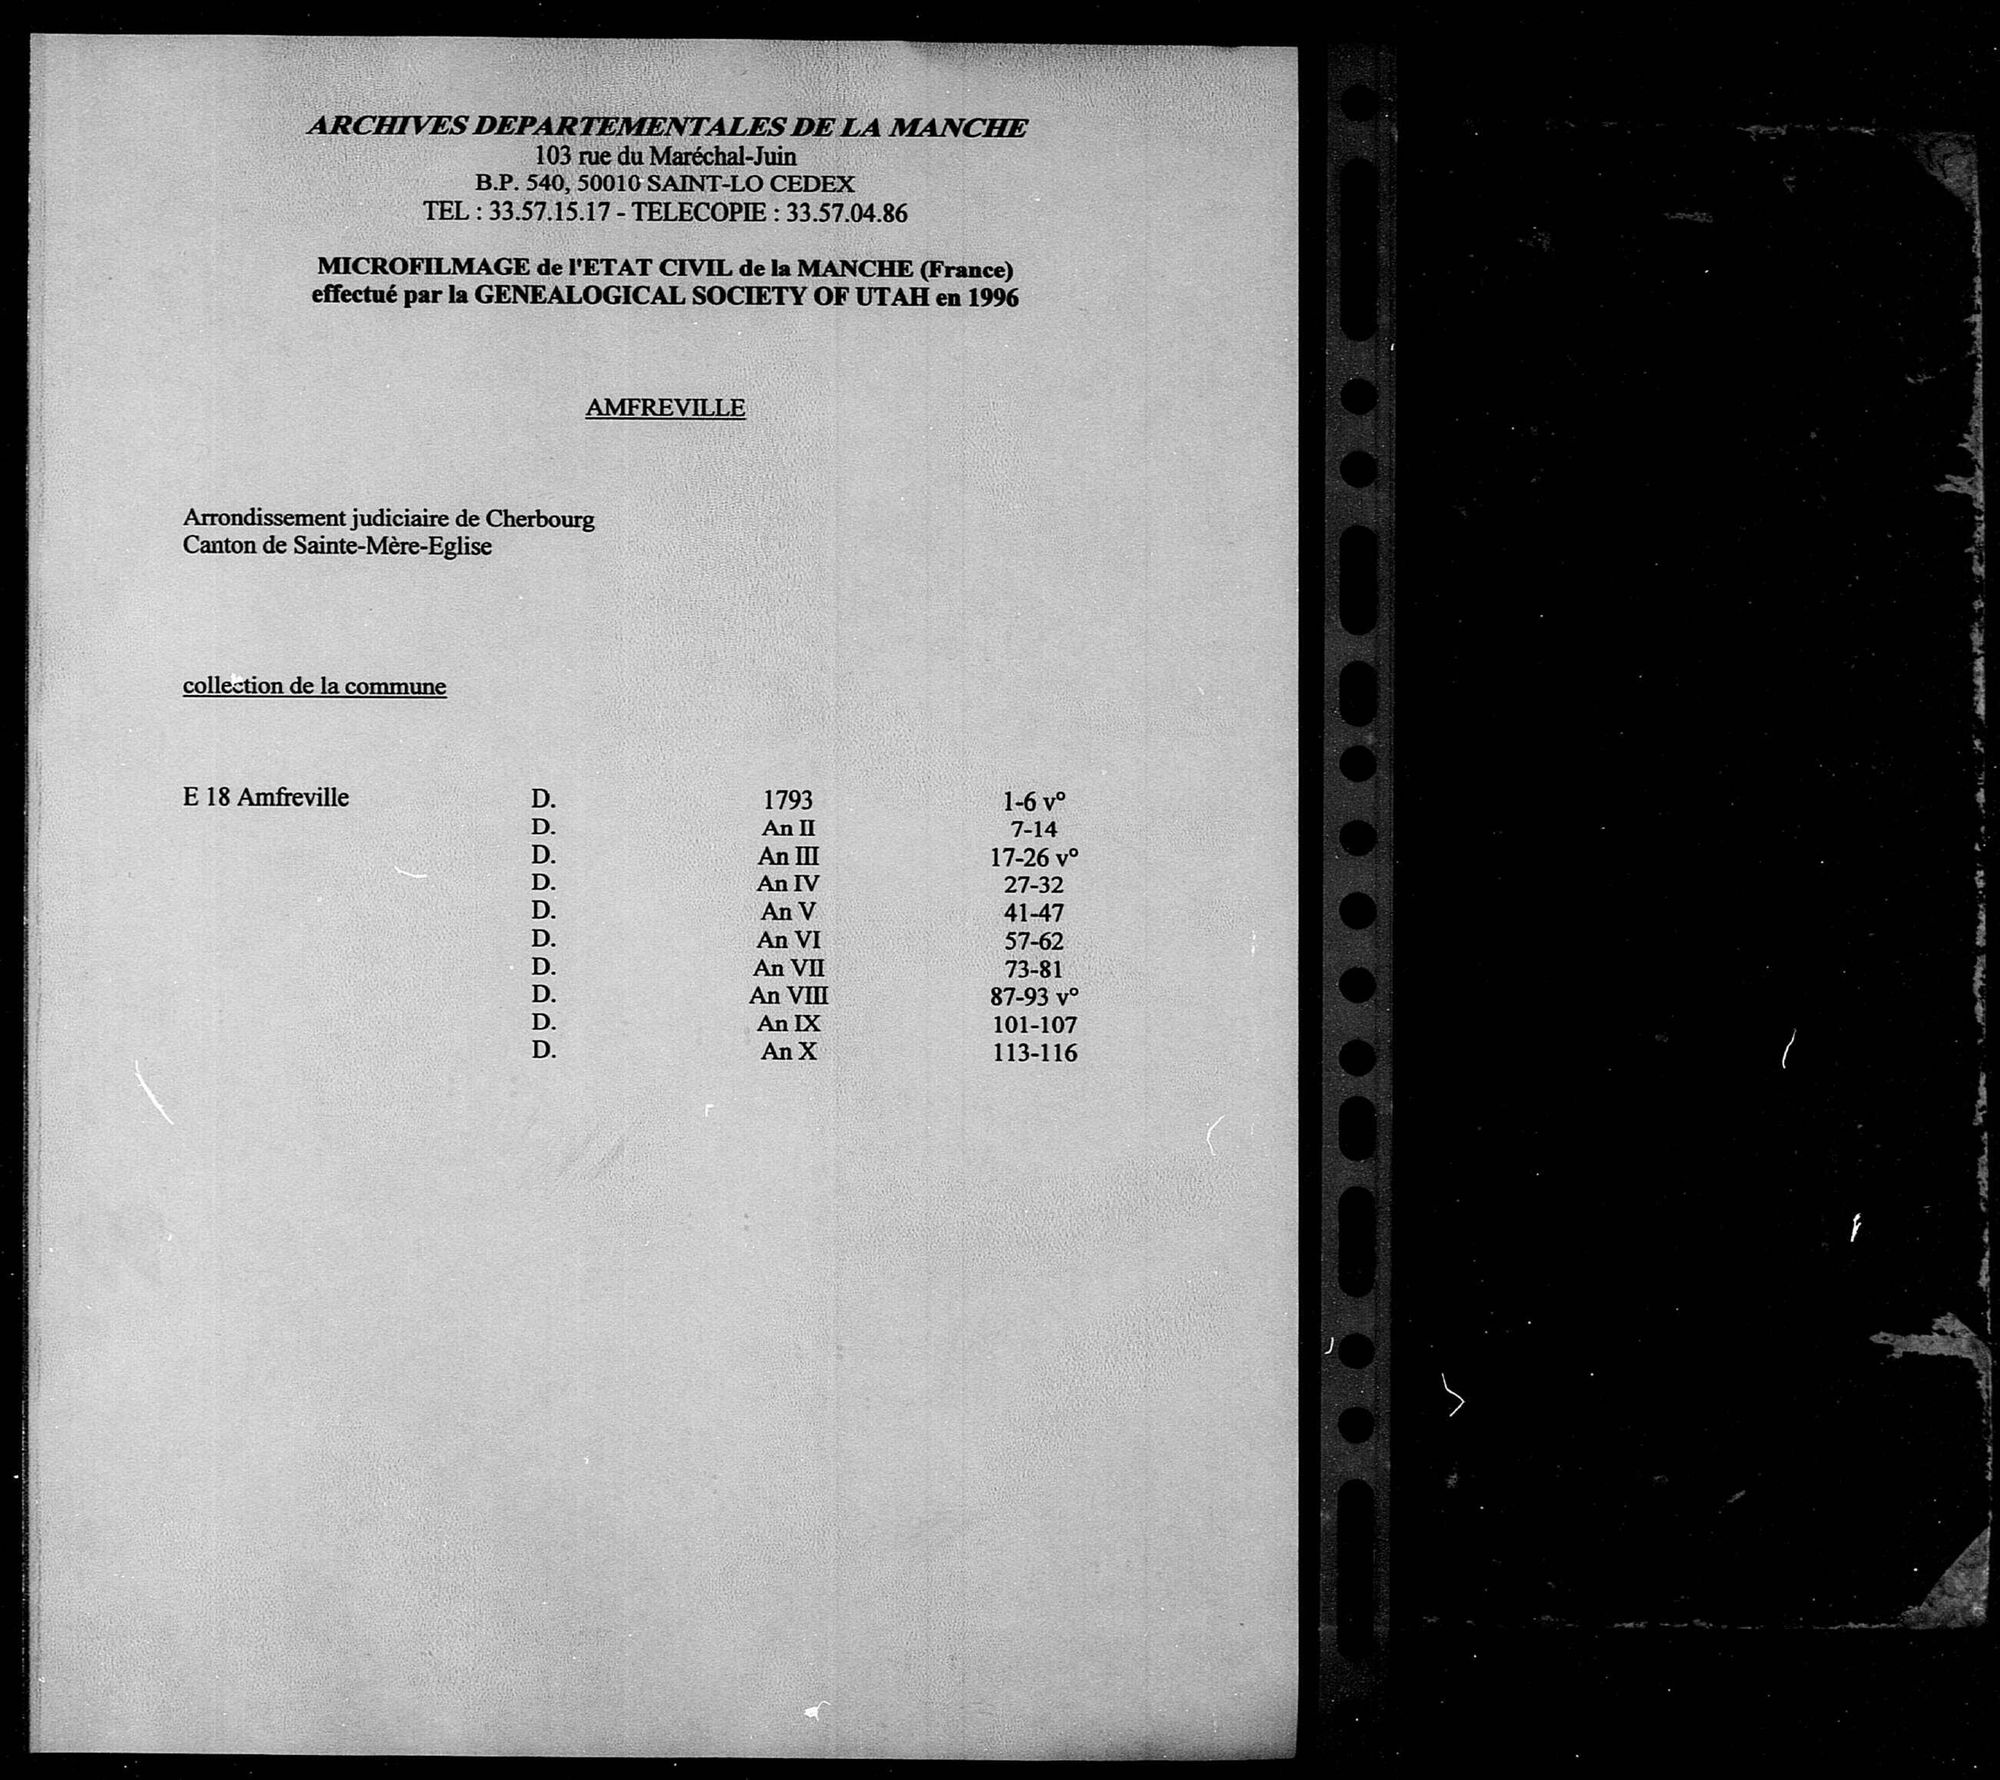 ARCHIVES DEPARTEMENTALES DE LA MANCHE
103 rue du Maréchal-Juin
B.P. 540, 50010 SAINT-LO CEDEX
TEL : 33.57.15.17 - TELECOPIE : 33.57.04.86
MICROFILMAGE de l'ETAT CIVIL de la MANCHE (France)
effectué par la GENEALOGICAL SOCIETY OF UTAH en 1996
AMFREVILLE
Arrondissement judiciaire de Cherbourg
Canton de Sainte-Mère-Eglise
collection de la commune
E 18 Amfreville D. 1793 1-6 v°
D. An II 7-14
D. An III 17-26 v°
D. An IV 27-32
D. An V 41-47
D. An VI 57-62
D. An VII 73-81
D. An VIII 87-93 v°
D. An IX 101-107
D. An X 113-116